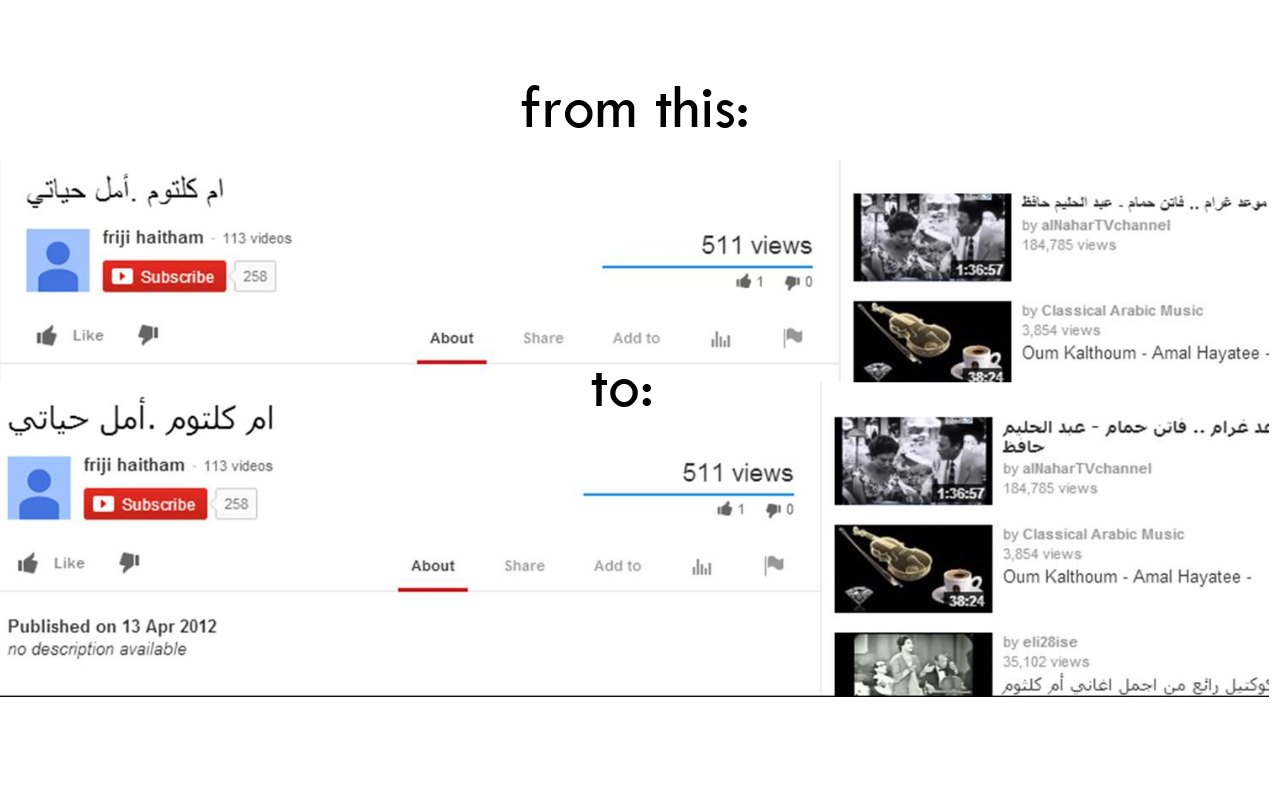 from this:
ام كلتوم .أمل حياتي
friji haitham · 113 videos
Subscribe 258
511 views
1 0
Like
About Share Add to
1:36:57
موعد غرام .. فاتن حمام - عبد الحليم حافظ
by alNaharTVchannel
184,785 views
38:24
by Classical Arabic Music
3,854 views
Oum Kalthoum - Amal Hayatee -
to:
ام كلتوم .أمل حياتي
friji haitham · 113 videos
Subscribe 258
511 views
1 0
Like
About Share Add to
Published on 13 Apr 2012
no description available
1:36:57
عد غرام .. فاتن حمام - عبد الحليم
حافظ
by alNaharTVchannel
184,785 views
38:24
by Classical Arabic Music
3,854 views
Oum Kalthoum - Amal Hayatee -
by eli28ise
35,102 views
كوكتيل رائع من اجمل اغاني أم كلثوم